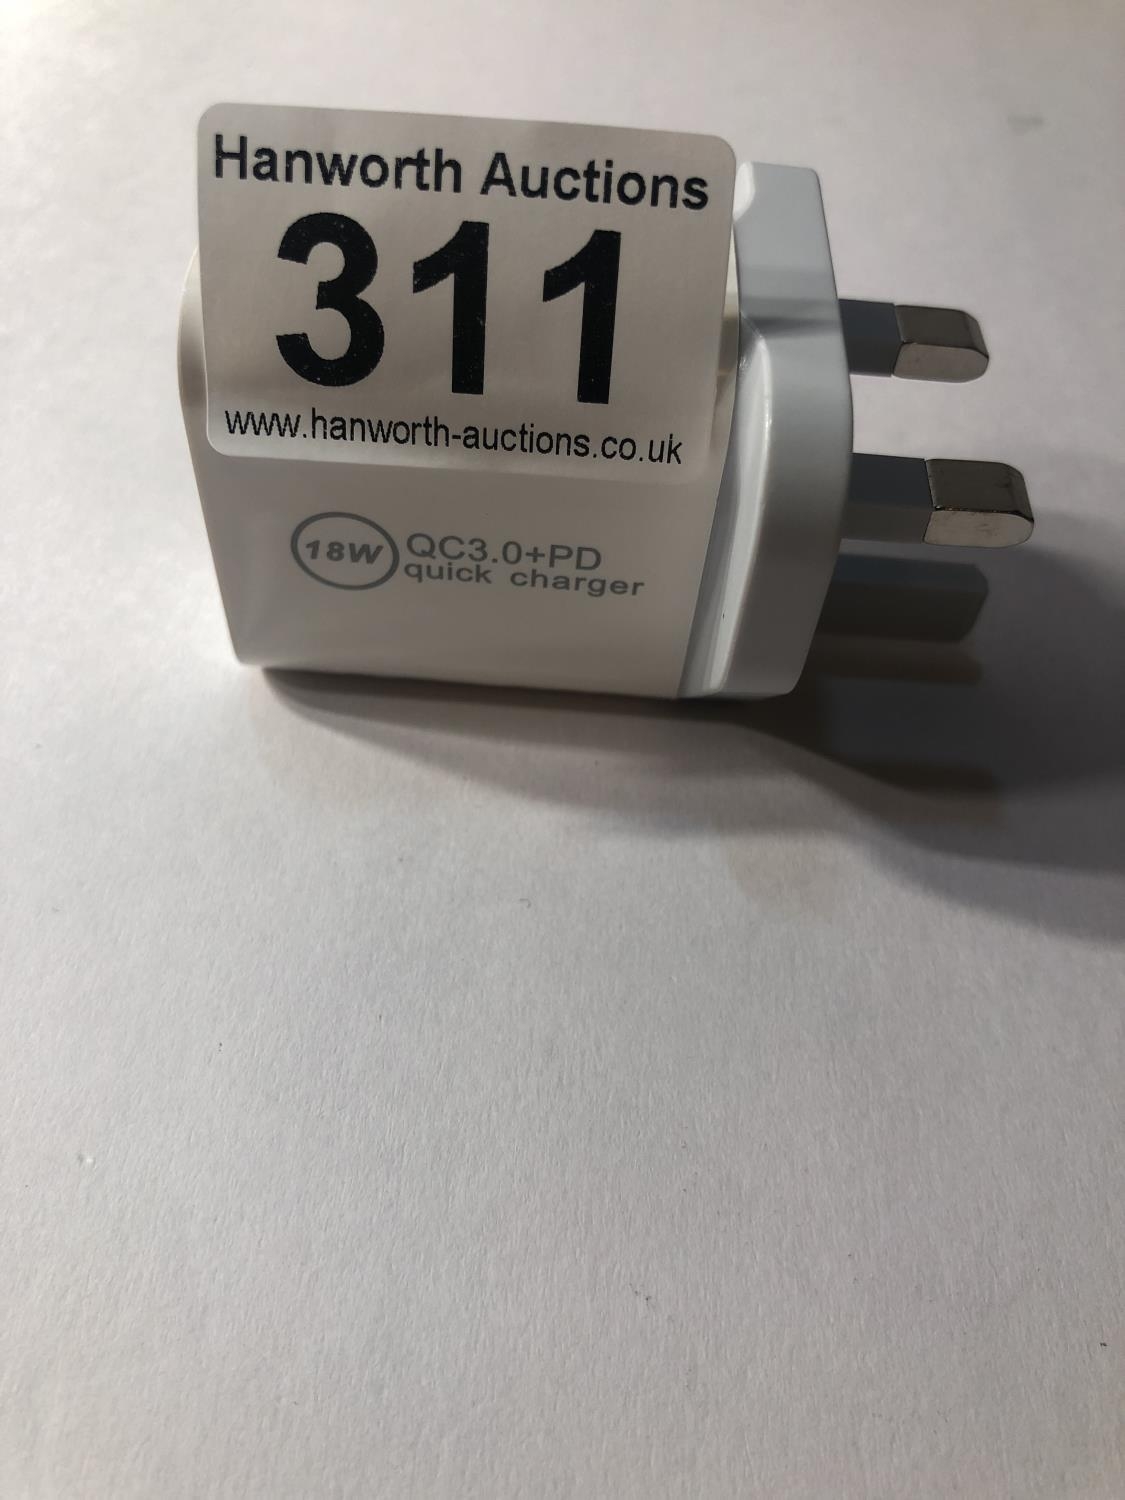 Hanworth Auctions
311
www.hanworth-auctions.co.uk
18W QC3.0+PD
quick charger